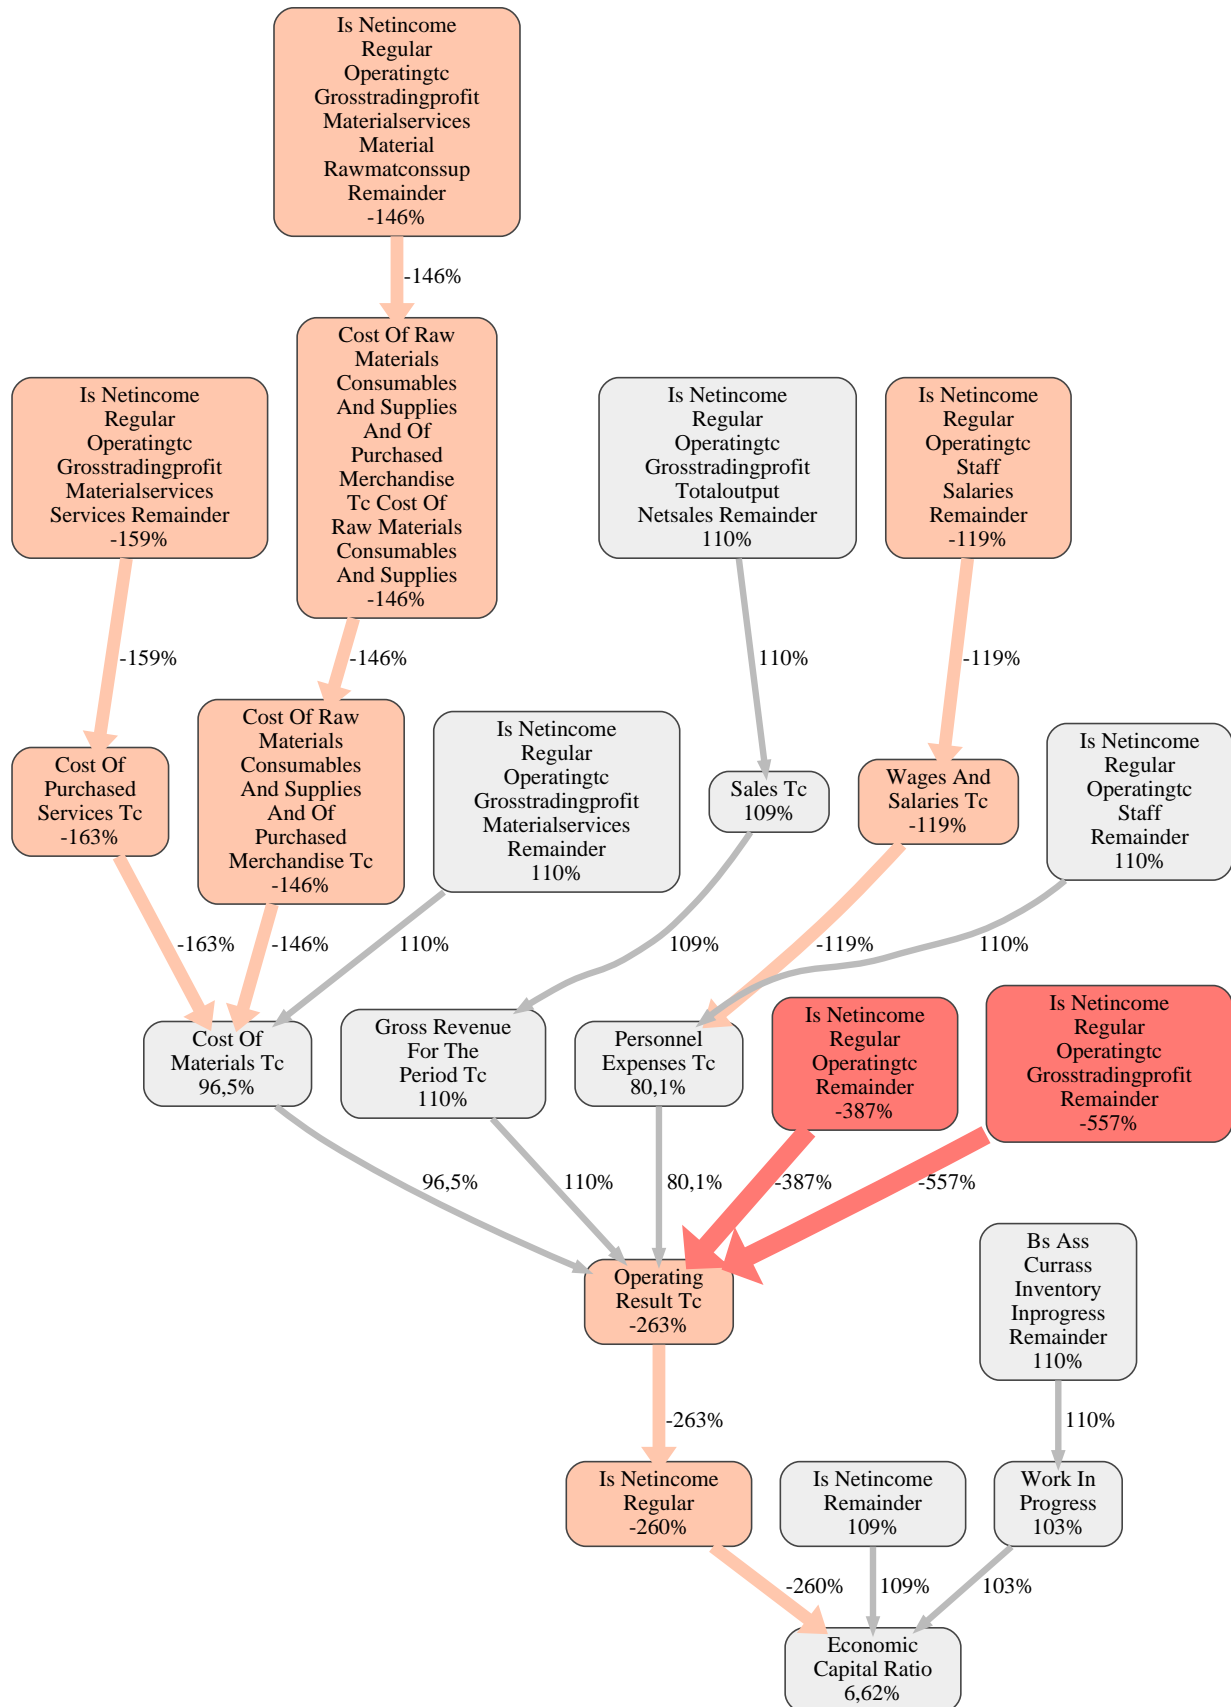 Is Netincome
Regular
Operatingtc
Grosstradingprofit
Materialservices
Material
Rawmatconssup
Remainder
-146%
-146%
Cost Of Raw
Materials
Consumables
And Supplies
And Of
Purchased
Merchandise
Tc Cost Of
Raw Materials
Consumables
And Supplies
-146%
Is Netincome
Regular
Operatingtc
Grosstradingprofit
Materialservices
Services Remainder
-159%
Is Netincome
Regular
Operatingtc
Grosstradingprofit
Totaloutput
Netsales Remainder
110%
Is Netincome
Regular
Operatingtc
Staff
Salaries
Remainder
-119%
-159%
-146%
110%
-119%
Cost Of
Purchased
Services Tc
-163%
Cost Of Raw
Materials
Consumables
And Supplies
And Of
Purchased
Merchandise Tc
-146%
Is Netincome
Regular
Operatingtc
Grosstradingprofit
Materialservices
Remainder
110%
Sales Tc
109%
Wages And
Salaries Tc
-119%
Is Netincome
Regular
Operatingtc
Staff
Remainder
110%
-163%
-146%
110%
109%
-119%
110%
Cost Of
Materials Tc
96,5%
Gross Revenue
For The
Period Tc
110%
Personnel
Expenses Tc
80,1%
Is Netincome
Regular
Operatingtc
Remainder
-387%
Is Netincome
Regular
Operatingtc
Grosstradingprofit
Remainder
-557%
96,5%
110%
80,1%
-387%
-557%
Operating
Result Tc
-263%
Bs Ass
Currass
Inventory
Inprogress
Remainder
110%
-263%
110%
Is Netincome
Regular
-260%
Is Netincome
Remainder
109%
Work In
Progress
103%
-260%
109%
103%
Economic
Capital Ratio
6,62%